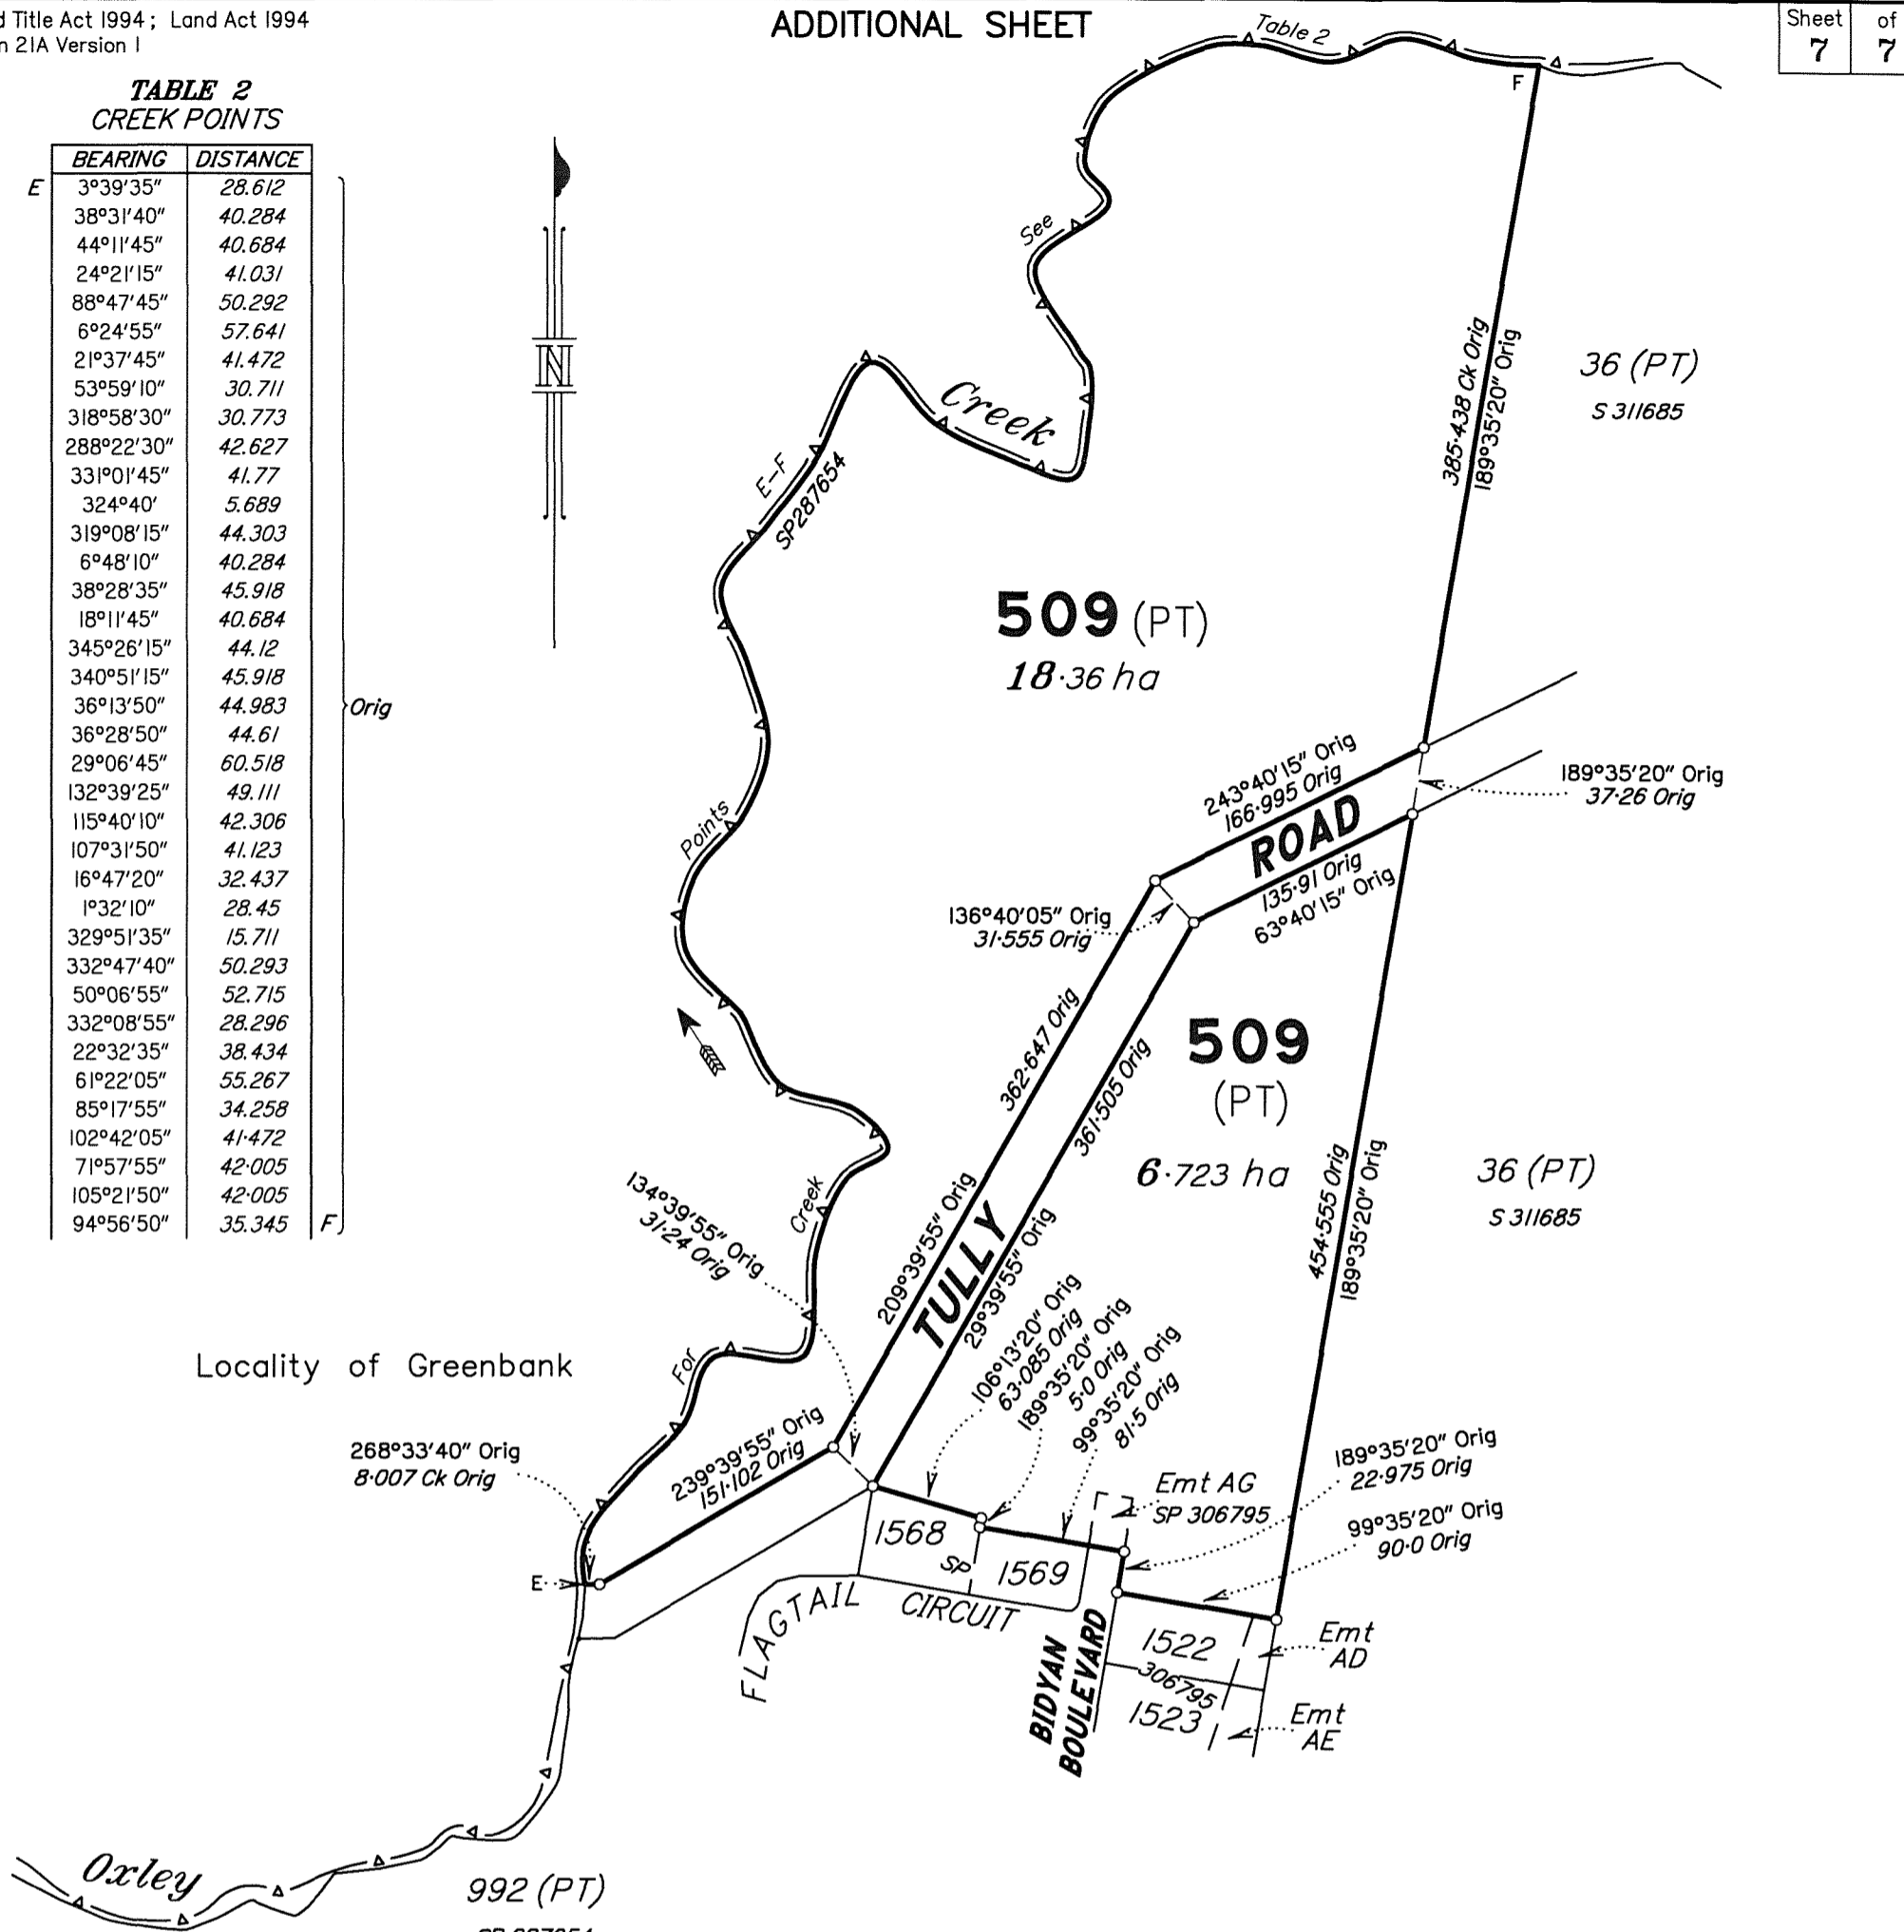 d Title Act 1994; Land Act 1994
n 21A Version 1
ADDITIONAL SHEET
Sheet 7 of 7
TABLE 2
CREEK POINTS
BEARING DISTANCE
E 3°39'35" 28.612
38°31'40" 40.284
44°11'45" 40.684
24°21'15" 41.031
88°47'45" 50.292
6°24'55" 57.641
21°37'45" 41.472
53°59'10" 30.711
318°58'30" 30.773
288°22'30" 42.627
331°01'45" 41.77
324°40' 5.689
319°08'15" 44.303
6°48'10" 40.284
38°28'35" 45.918
18°11'45" 40.684
345°26'15" 44.12
340°51'15" 45.918
36°13'50" 44.983
Orig
36°28'50" 44.61
29°06'45" 60.518
132°39'25" 49.111
115°40'10" 42.306
107°31'50" 41.123
16°47'20" 32.437
1°32'10" 28.45
329°51'35" 15.711
332°47'40" 50.293
50°06'55" 52.715
332°08'55" 28.296
22°32'35" 38.434
61°22'05" 55.267
85°17'55" 34.258
102°42'05" 41.472
71°57'55" 42.005
105°21'50" 42.005
94°56'50" 35.345 F
N
See
Table 2
F
Creek
E-F
SP287654
385.438 Ck Orig
189°35'20" Orig
36 (PT)
S 311685
509 (PT)
18.36 ha
243°40'15" Orig
166.995 Orig
ROAD
135.91 Orig
63°40'15" Orig
189°35'20" Orig
37.26 Orig
Points
136°40'05" Orig
31.555 Orig
362.647 Orig
209°39'55" Orig
361.505 Orig
29°39'55" Orig
TULLY
509
(PT)
6.723 ha
454.555 Orig
189°35'20" Orig
36 (PT)
S 311685
134°39'55" Orig
31.24 Orig
Creek
For
Locality of Greenbank
268°33'40" Orig
8.007 Ck Orig
239°39'55" Orig
151.102 Orig
106°13'20" Orig
63.085 Orig
189°35'20" Orig
5.0 Orig
99°35'20" Orig
81.5 Orig
Emt AG
SP 306795
189°35'20" Orig
22.975 Orig
99°35'20" Orig
90.0 Orig
E
1568
SP
1569
FLAGTAIL CIRCUIT
BIDYAN
BOULEVARD
1522
306795
1523
Emt
AD
Emt
AE
Oxley
992 (PT)